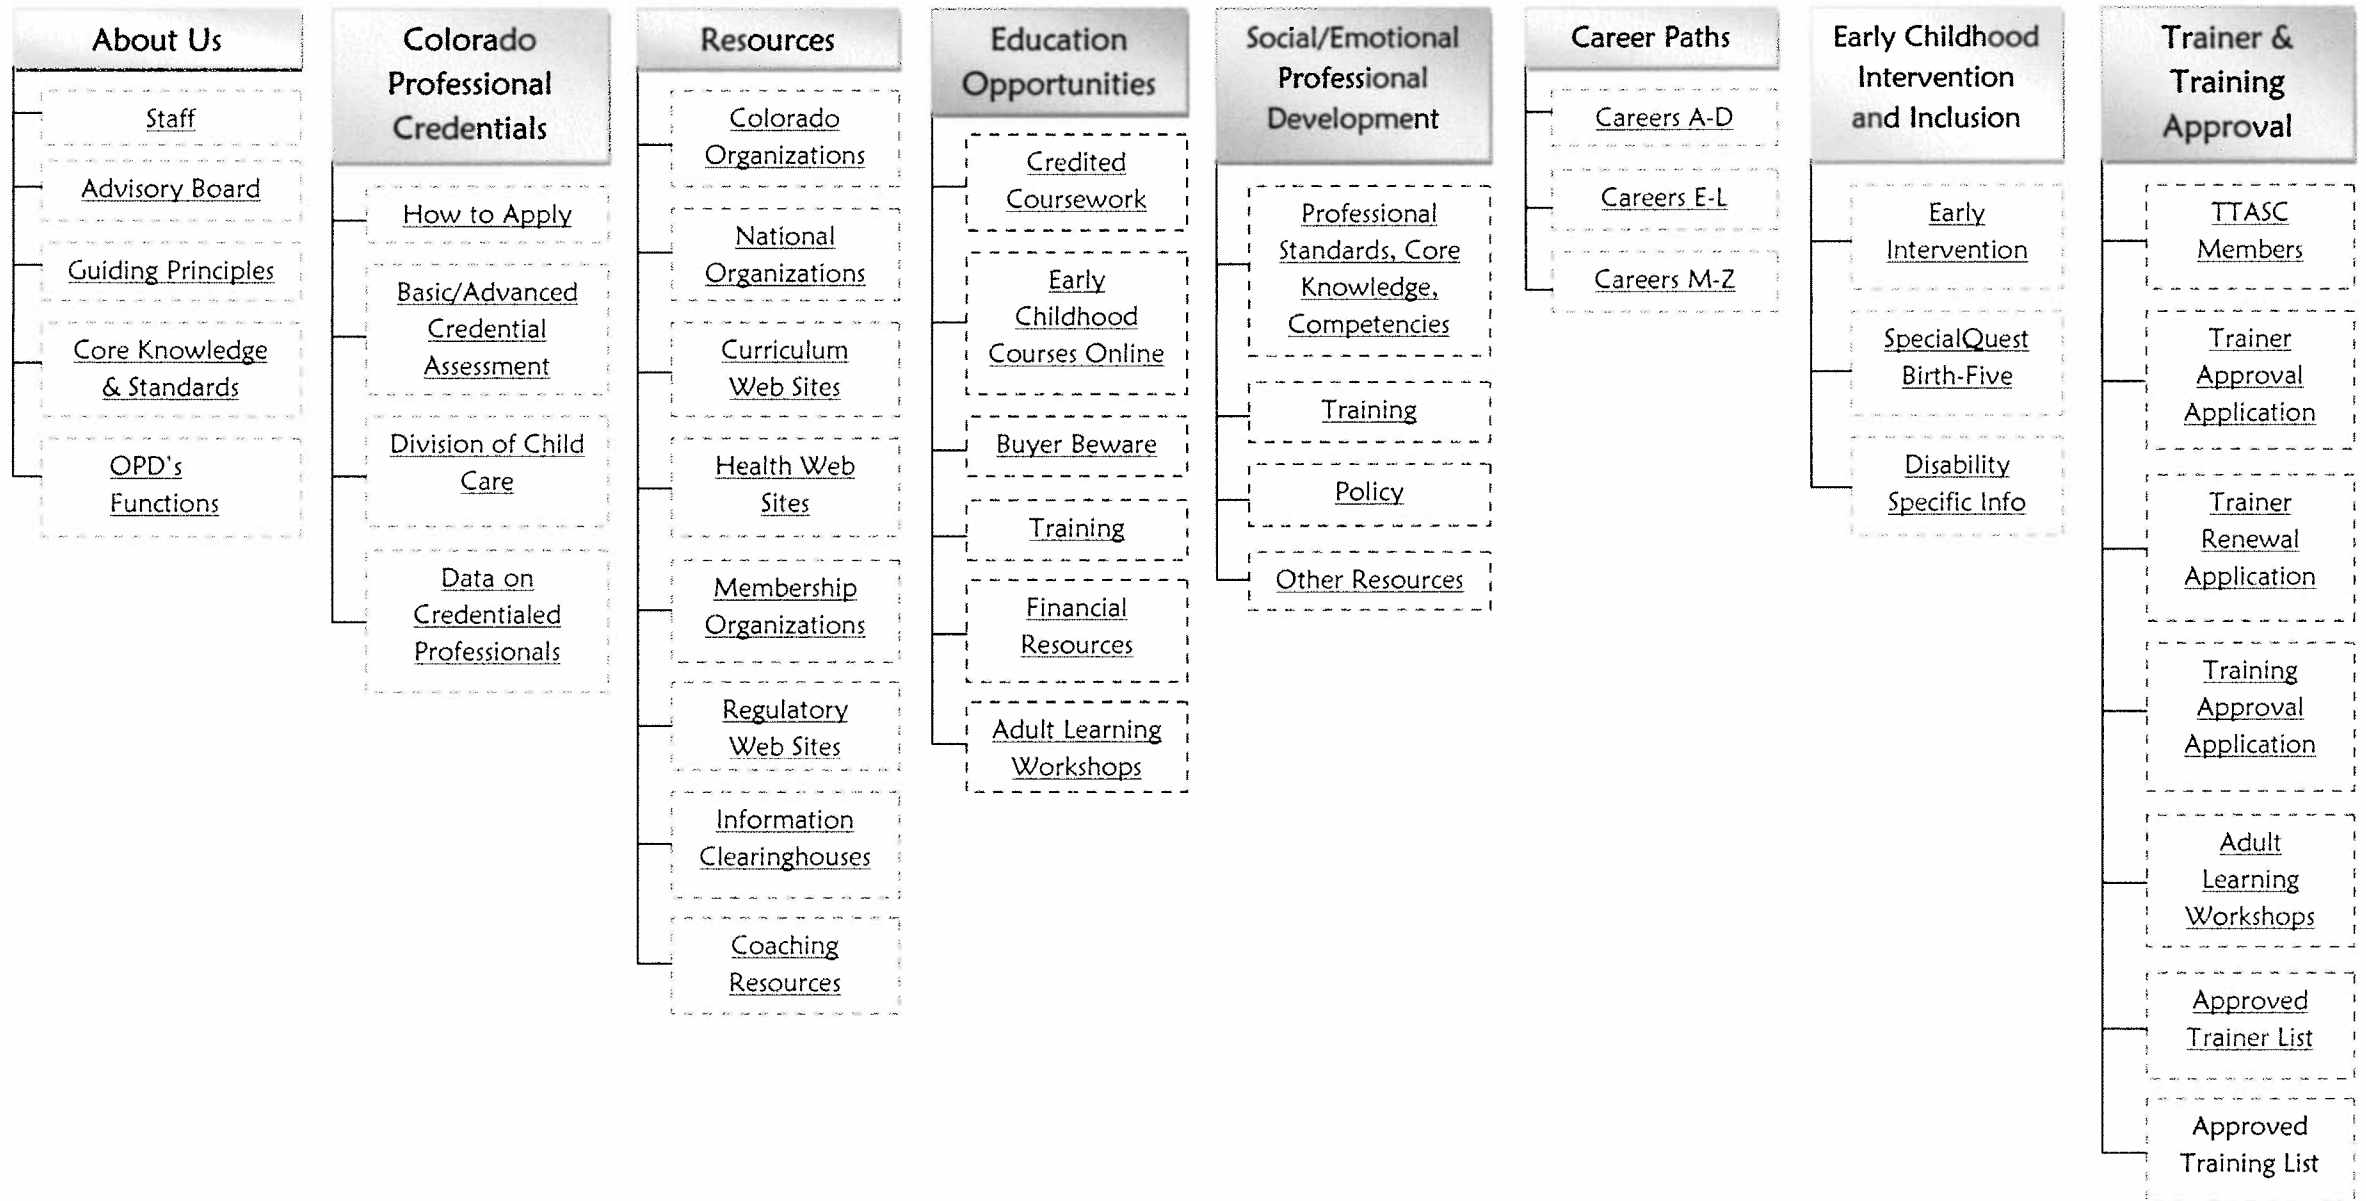 About Us
Staff
Advisory Board
Guiding Principles
Core Knowledge
& Standards
OPD's
Functions
Colorado
Professional
Credentials
How to Apply
Basic/Advanced
Credential
Assessment
Division of Child
Care
Data on
Credentialed
Professionals
Resources
Colorado
Organizations
National
Organizations
Curriculum
Web Sites
Health Web
Sites
Membership
Organizations
Regulatory
Web Sites
Information
Clearinghouses
Coaching
Resources
Education
Opportunities
Credited
Coursework
Early
Childhood
Courses Online
Buyer Beware
Training
Financial
Resources
Adult Learning
Workshops
Social/Emotional
Professional
Development
Professional
Standards, Core
Knowledge,
Competencies
Training
Policy
Other Resources
Career Paths
Careers A-D
Careers E-L
Careers M-Z
Early Childhood
Intervention
and Inclusion
Early
Intervention
SpecialQuest
Birth-Five
Disability
Specific Info
Trainer &
Training
Approval
TTASC
Members
Trainer
Approval
Application
Trainer
Renewal
Application
Training
Approval
Application
Adult
Learning
Workshops
Approved
Trainer List
Approved
Training List